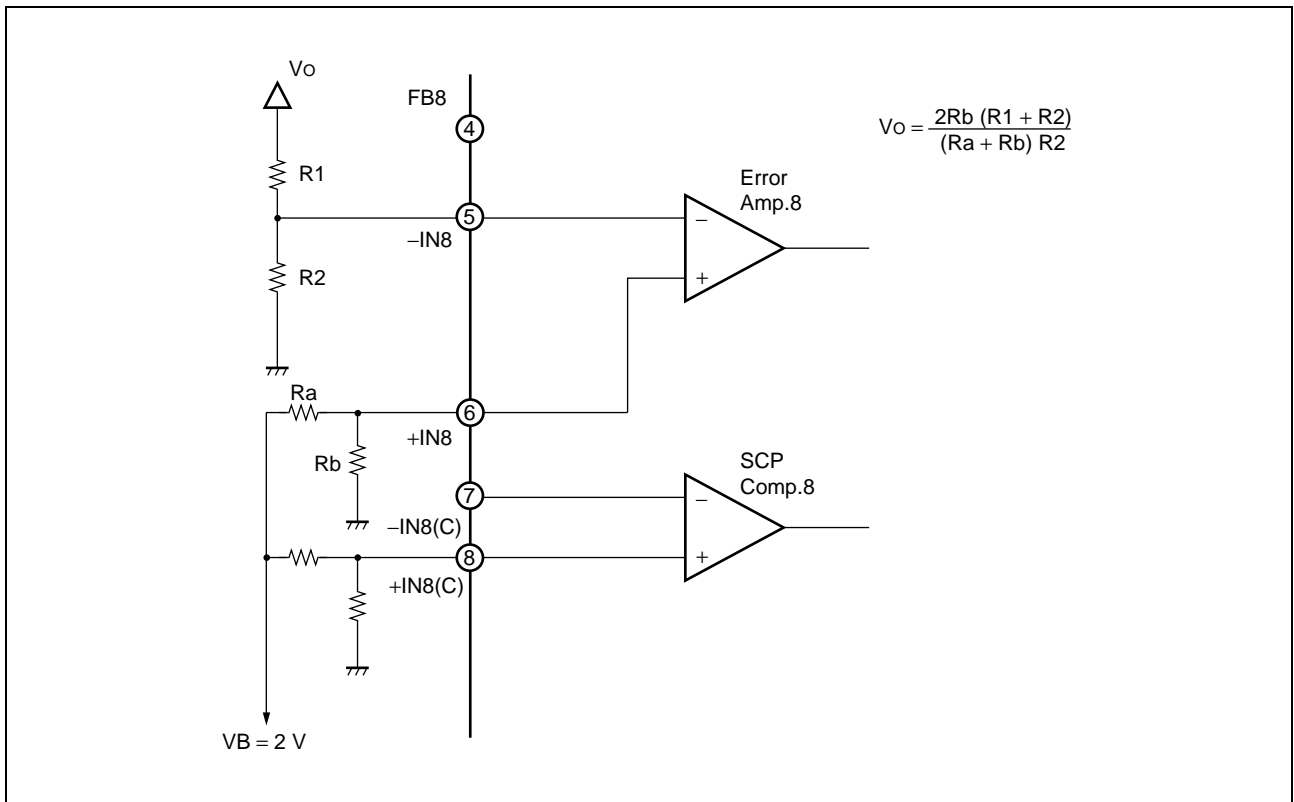 Vo
FB8
4
Vo = 2Rb (R1 + R2)
(Ra + Rb) R2
R1
Error
Amp.8
5
−
−IN8
R2
+
Ra
6
+IN8
Rb
SCP
Comp.8
7
−
−IN8(C)
8
+
+IN8(C)
VB = 2 V